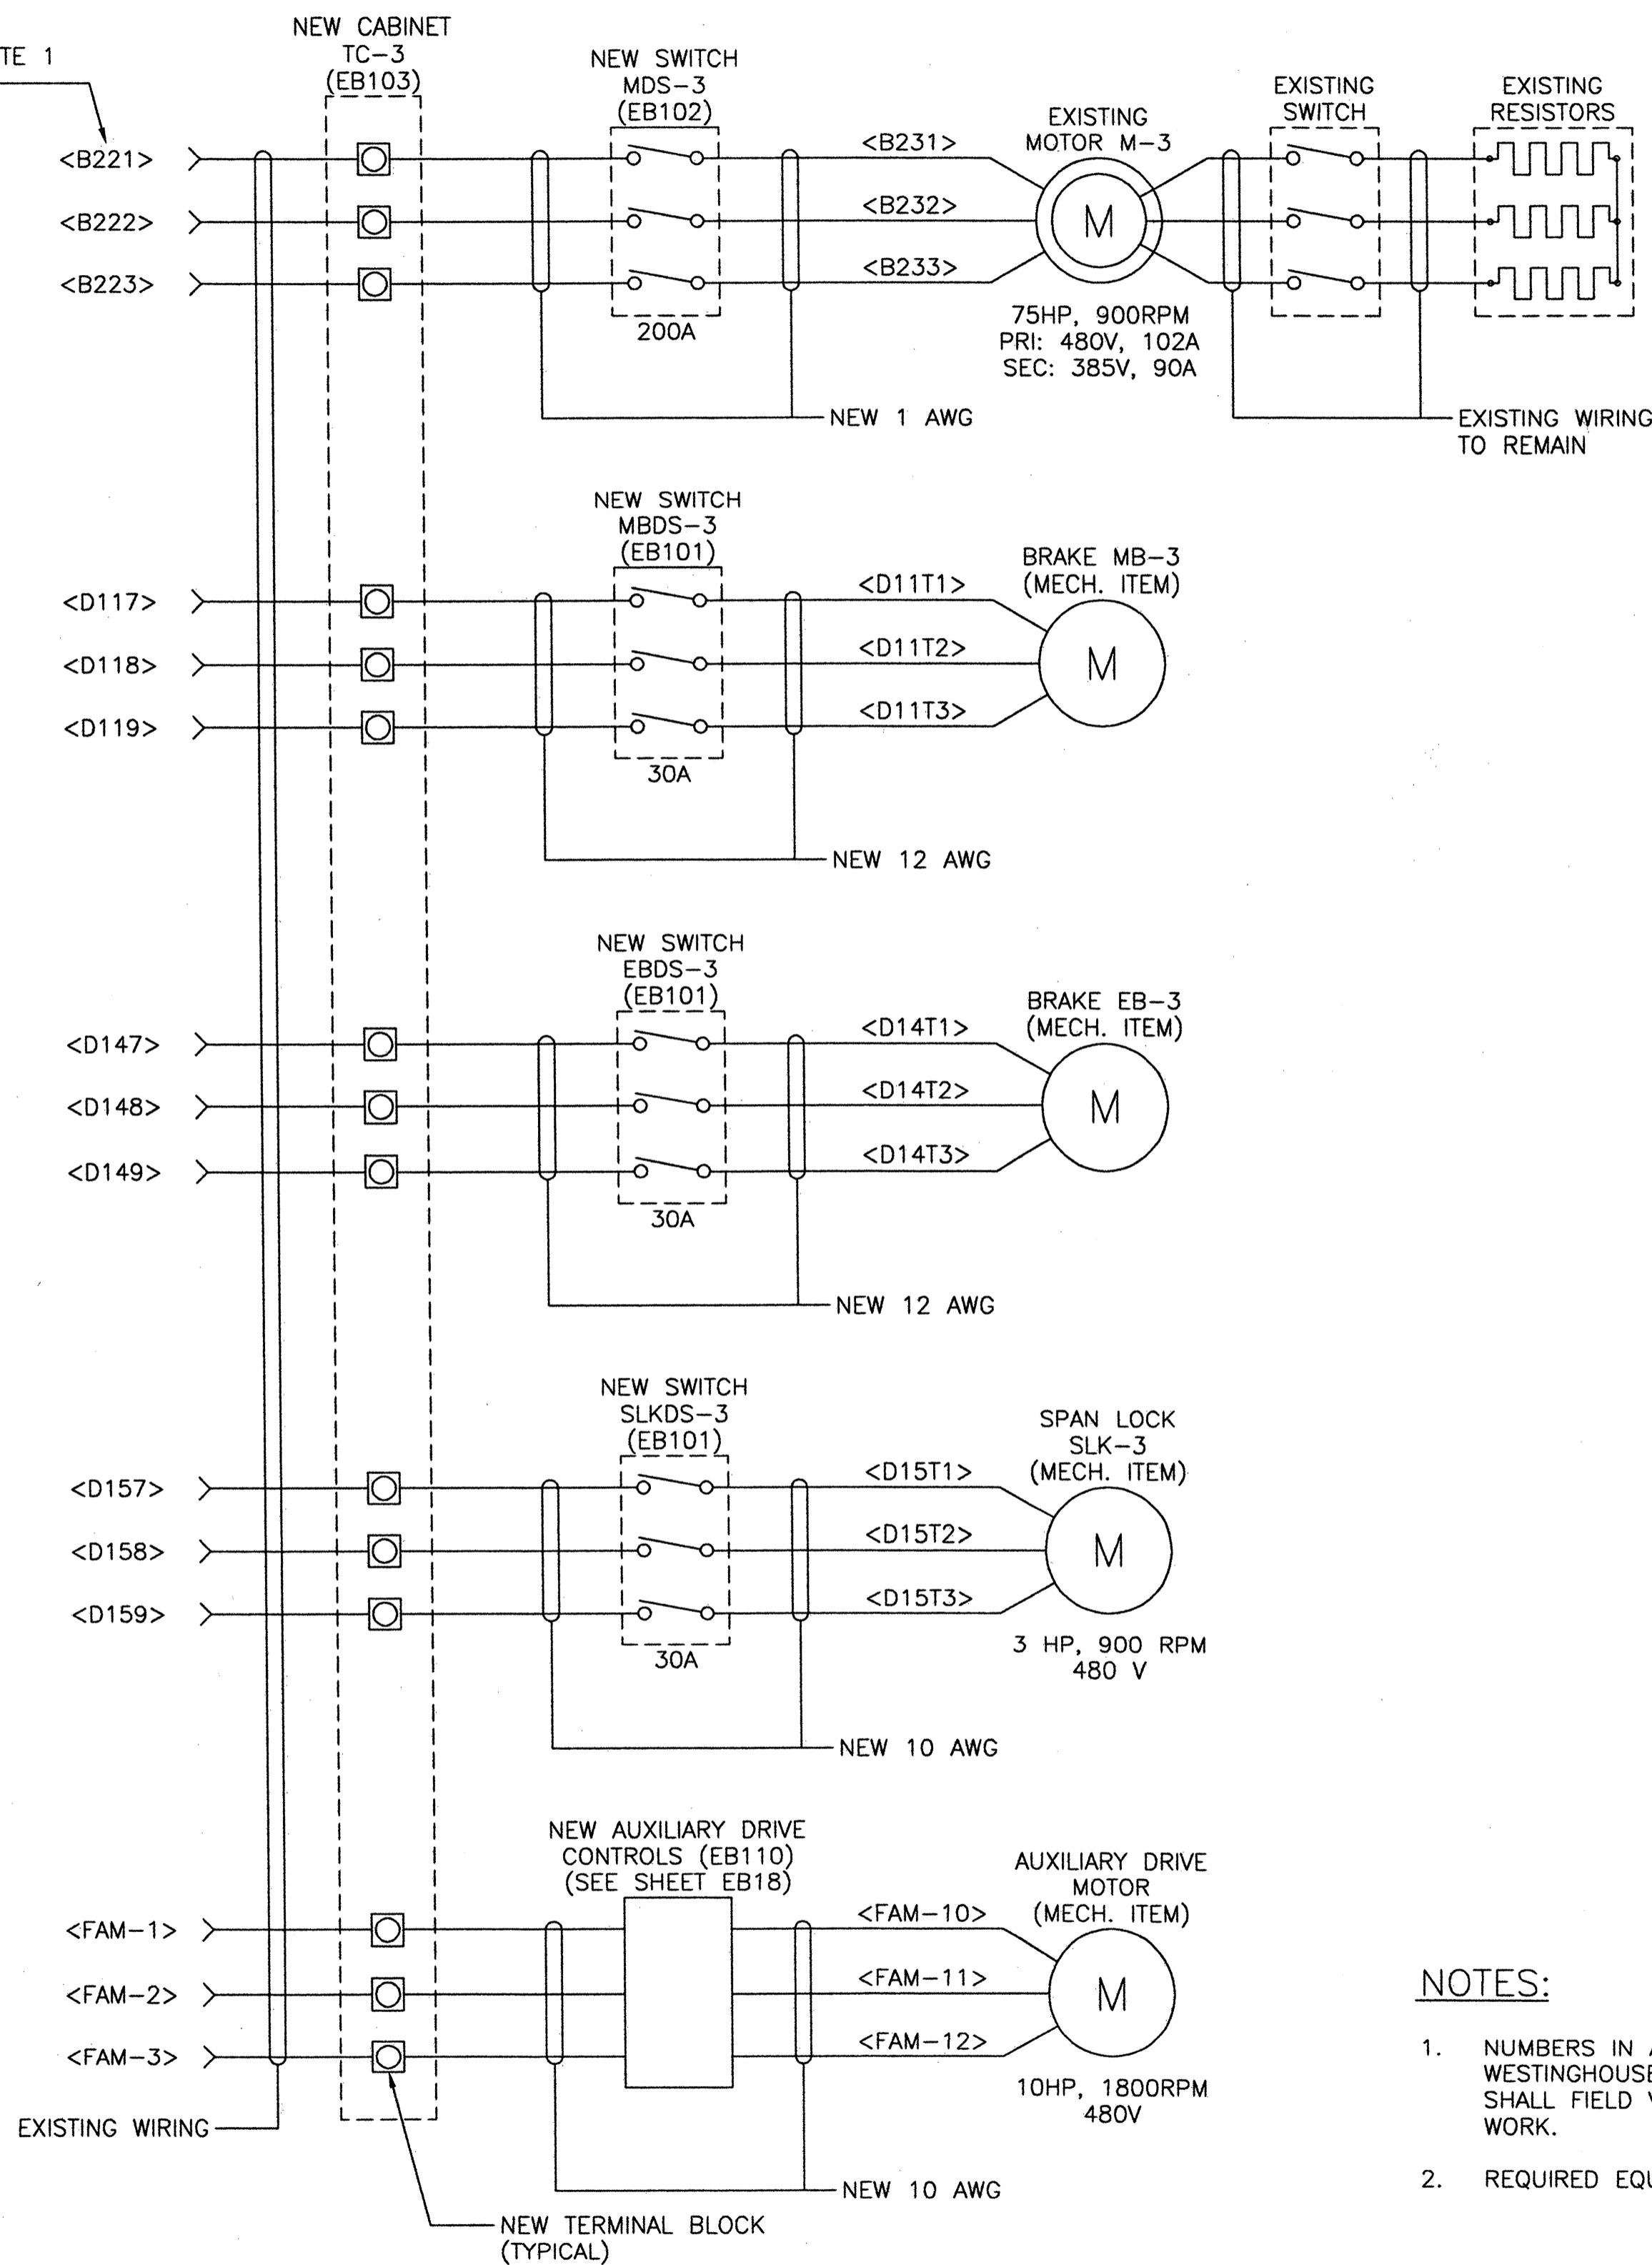 TE 1
NEW CABINET
TC-3
(EB103)
NEW SWITCH
MDS-3
(EB102)
EXISTING
MOTOR M-3
EXISTING
SWITCH
EXISTING
RESISTORS
<B221>
<B222>
<B223>
<B231>
<B232>
<B233>
M
200A
75HP, 900RPM
PRI: 480V, 102A
SEC: 385V, 90A
NEW 1 AWG
EXISTING WIRING
TO REMAIN
NEW SWITCH
MBDS-3
(EB101)
BRAKE MB-3
(MECH. ITEM)
<D117>
<D118>
<D119>
<D11T1>
<D11T2>
<D11T3>
M
30A
NEW 12 AWG
NEW SWITCH
EBDS-3
(EB101)
BRAKE EB-3
(MECH. ITEM)
<D147>
<D148>
<D149>
<D14T1>
<D14T2>
<D14T3>
M
30A
NEW 12 AWG
NEW SWITCH
SLKDS-3
(EB101)
SPAN LOCK
SLK-3
(MECH. ITEM)
<D157>
<D158>
<D159>
<D15T1>
<D15T2>
<D15T3>
M
30A
3 HP, 900 RPM
480 V
NEW 10 AWG
NEW AUXILIARY DRIVE
CONTROLS (EB110)
(SEE SHEET EB18)
AUXILIARY DRIVE
MOTOR
(MECH. ITEM)
<FAM-1>
<FAM-2>
<FAM-3>
<FAM-10>
<FAM-11>
<FAM-12>
M
10HP, 1800RPM
480V
EXISTING WIRING
NEW 10 AWG
NEW TERMINAL BLOCK
(TYPICAL)
NOTES:
1. NUMBERS IN
WESTINGHOUSE
SHALL FIELD
WORK.
2. REQUIRED EQU